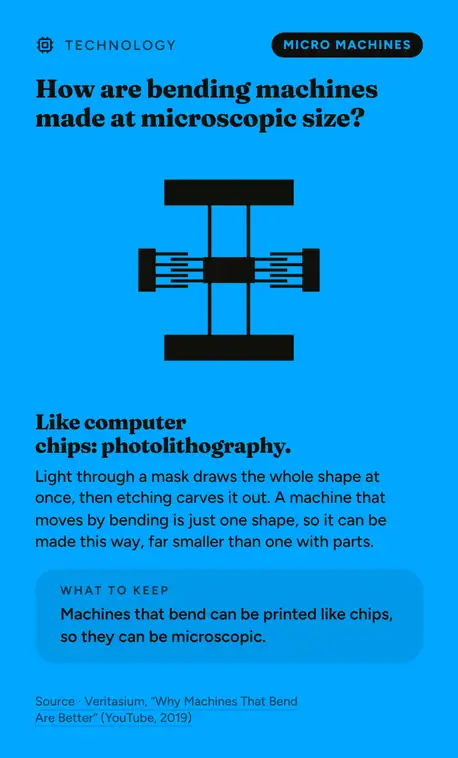 TECHNOLOGY
MICRO MACHINES
How are bending machines
made at microscopic size?
Like computer
chips: photolithography.
Light through a mask draws the whole shape at
once, then etching carves it out. A machine that
moves by bending is just one shape, so it can be
made this way, far smaller than one with parts.
WHAT TO KEEP
Machines that bend can be printed like chips,
so they can be microscopic.
Source · Veritasium, “Why Machines That Bend
Are Better” (YouTube, 2019)